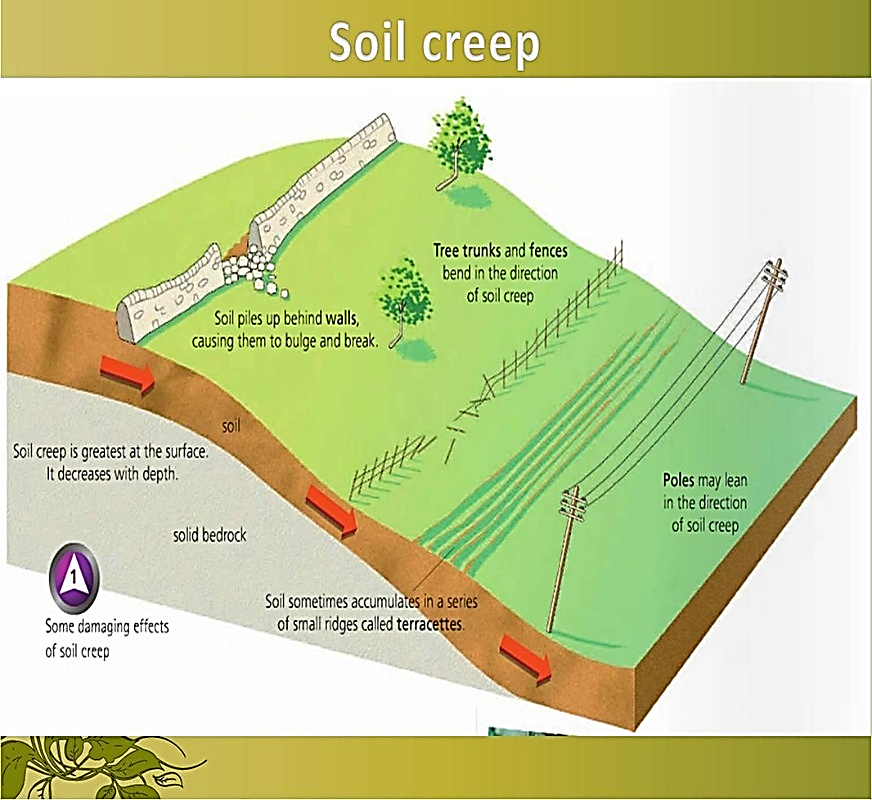 Soil creep
Tree trunks and fences
bend in the direction
of soil creep
Soil piles up behind walls,
causing them to bulge and break.
soil
Soil creep is greatest at the surface.
It decreases with depth.
Poles may lean
in the direction
of soil creep
solid bedrock
1
Soil sometimes accumulates in a series
of small ridges called terracettes.
Some damaging effects
of soil creep